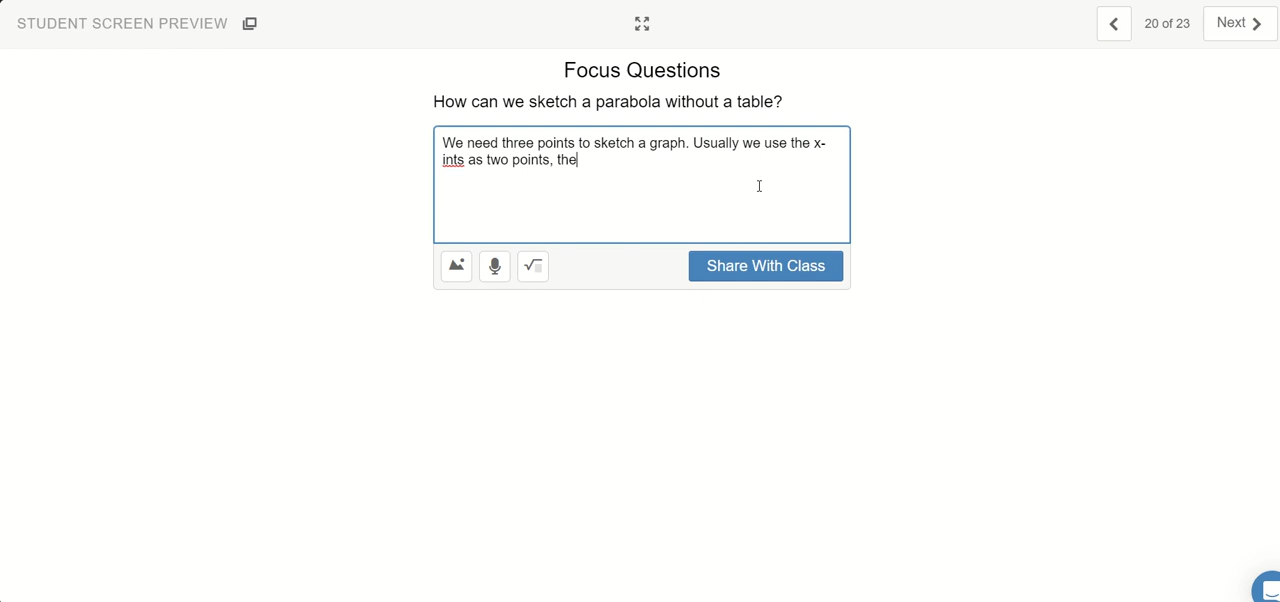 STUDENT SCREEN PREVIEW
20 of 23
Next
Focus Questions
How can we sketch a parabola without a table?
We need three points to sketch a graph. Usually we use the x-
ints as two points, the
Share With Class